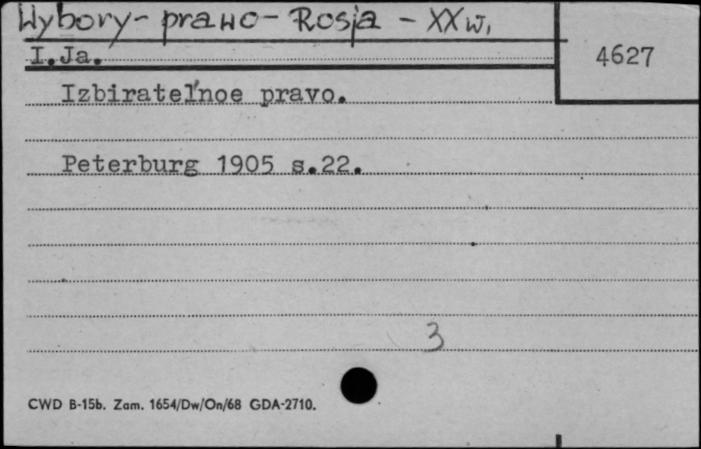 Wybory - prawo - Rosja - XX w.
4627
I.Ja.
Izbiratel'noe pravo.
Peterburg 1905 s.22.
3
CWD B-15b. Zam. 1654/Dw/On/68 GDA-2710.